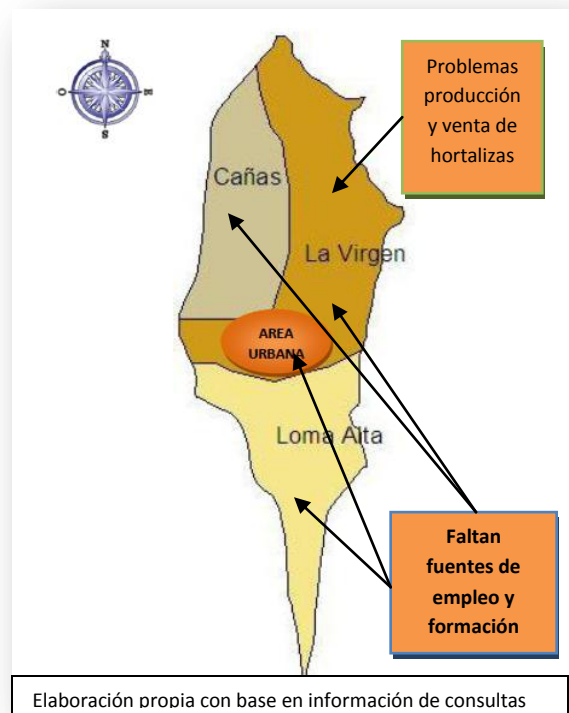 N
O
E
S
Problemas
producción
y venta de
hortalizas
Cañas
La Virgen
AREA
URBANA
Loma Alta
Faltan
fuentes de
empleo y
formación
Elaboración propia con base en información de consultas